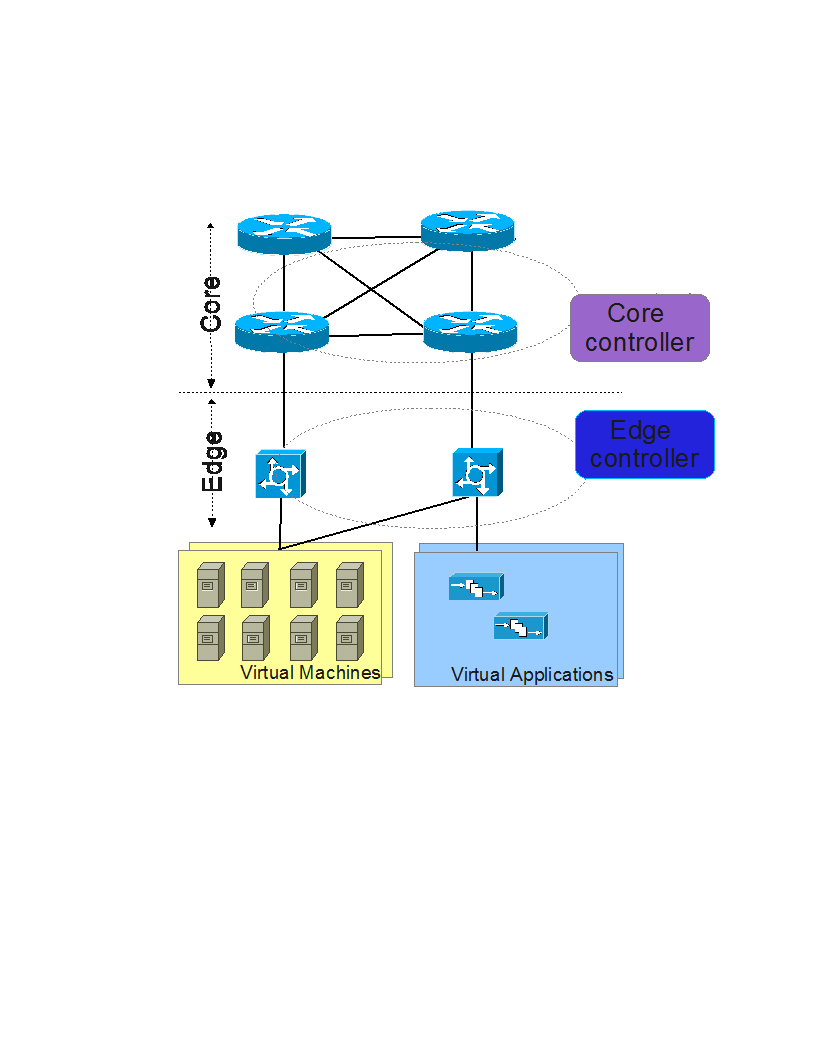 Core
Core
controller
Edge
Edge
controller
Virtual Machines
Virtual Applications